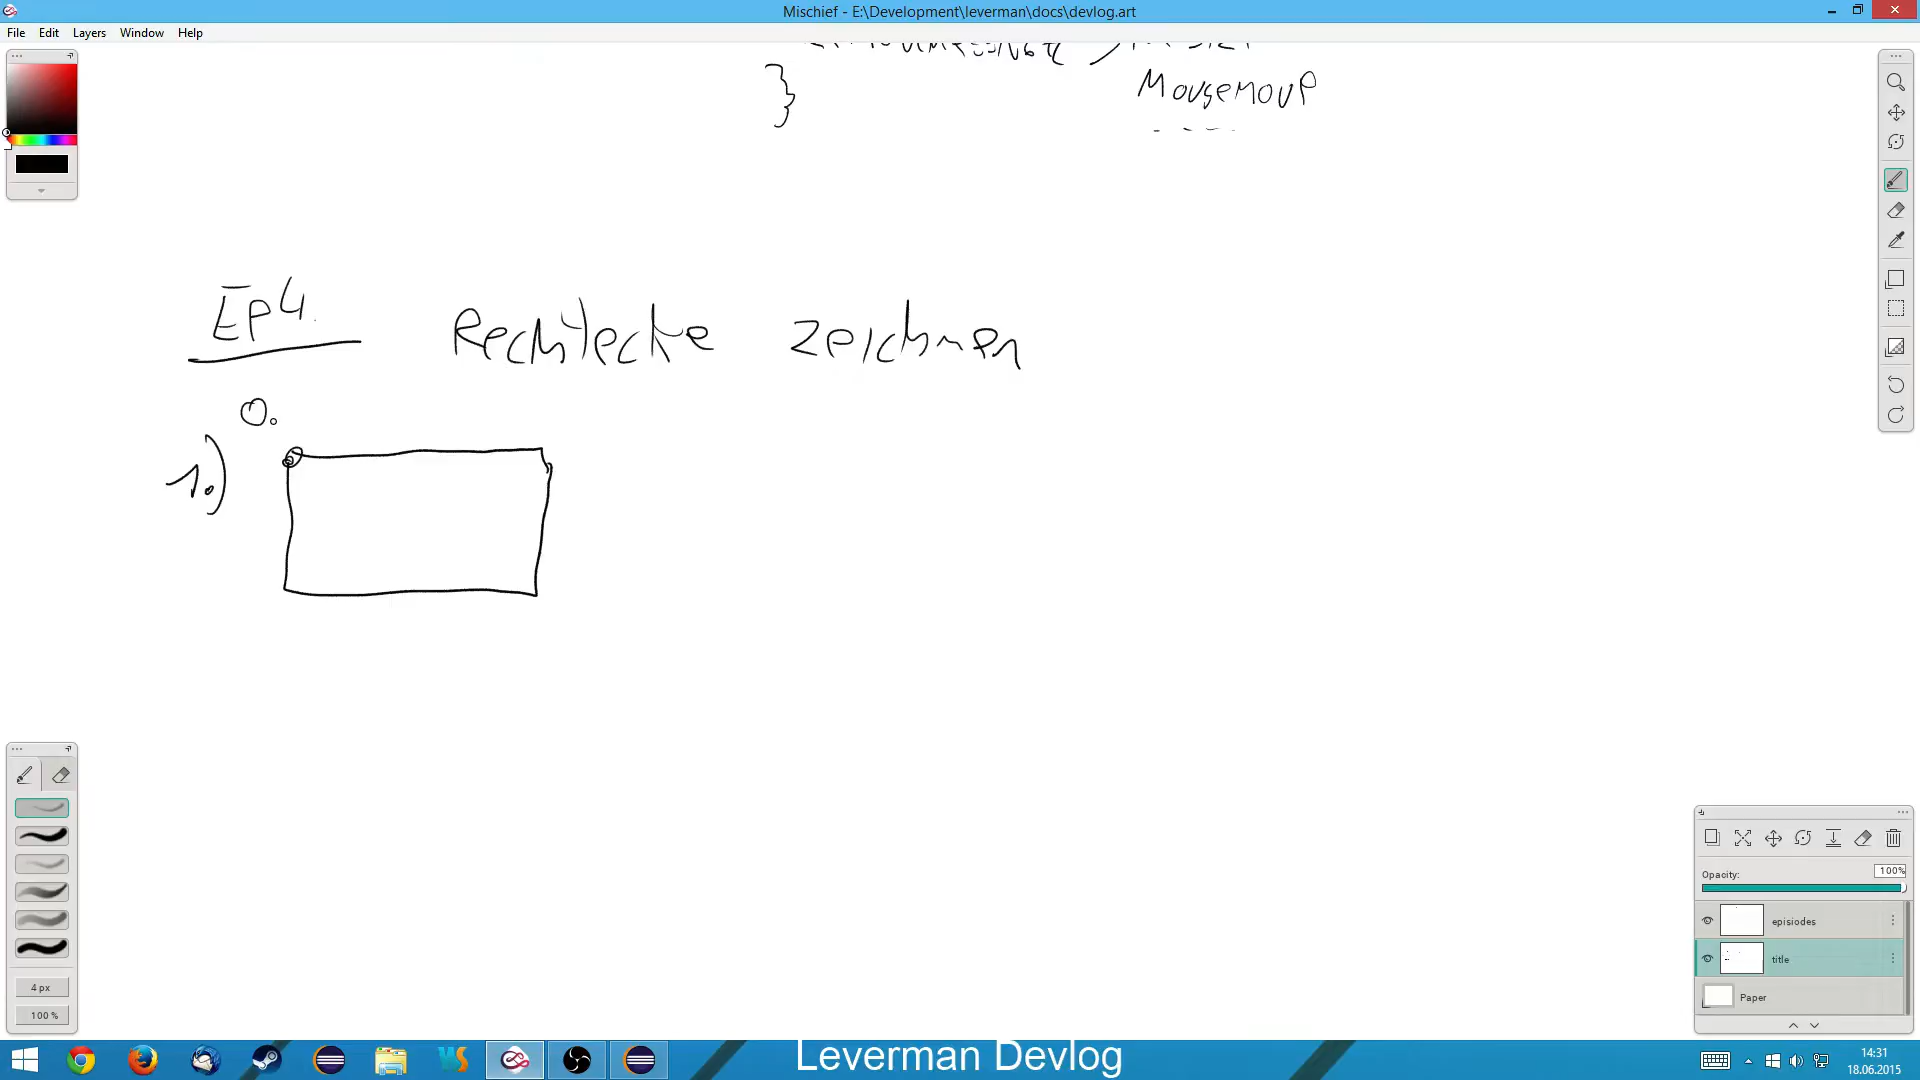 Mischief - E:\Development\leverman\docs\devlog.art
File Edit Layers Window Help
}
Mousemove
Ep4.
Rechtecke zeichnen
0.
1.)
4 px
100 %
Opacity: 100%
episiodes
title
Paper
Leverman Devlog
14:31
18.06.2015